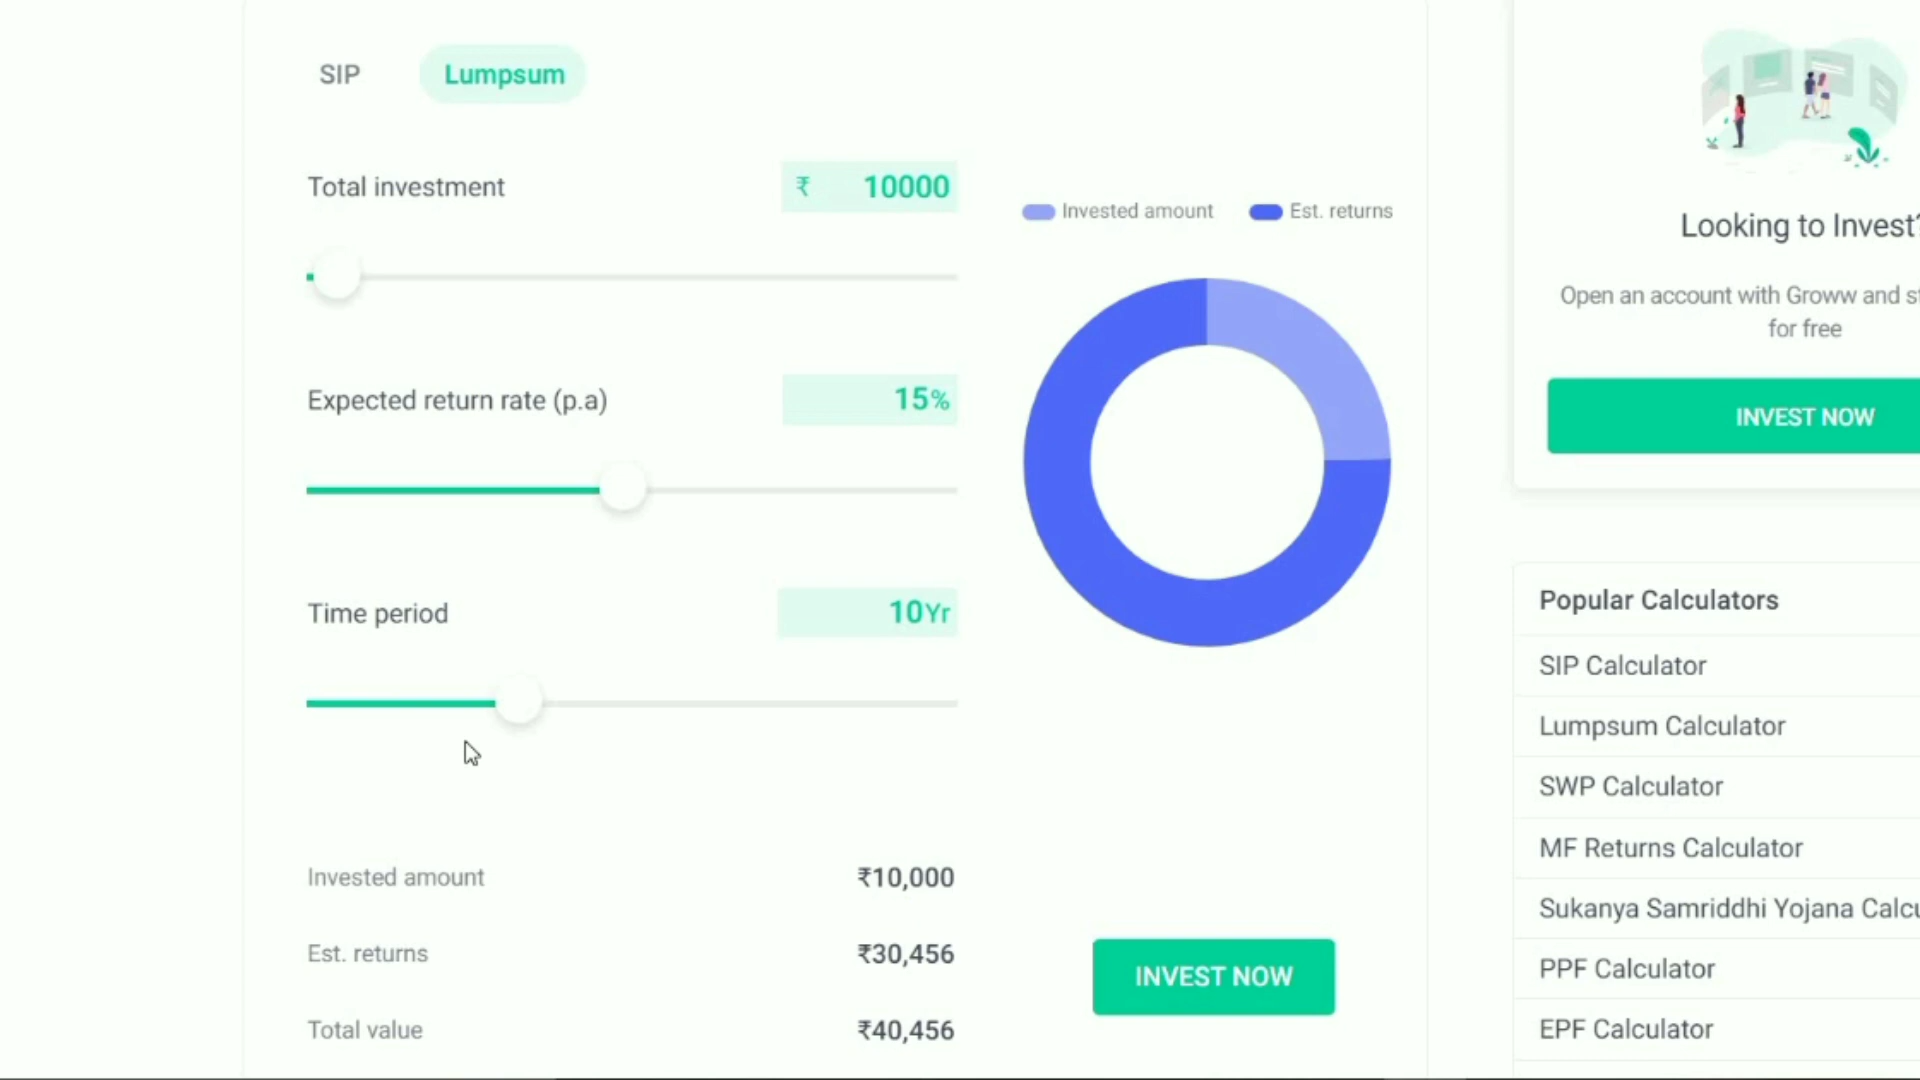 SIP
Lumpsum
Total investment
₹ 10000
Expected return rate (p.a)
15%
Time period
10Yr
Invested amount
₹10,000
Est. returns
₹30,456
Total value
₹40,456
Invested amount
Est. returns
INVEST NOW
Looking to Invest?
Open an account with Groww and
for free
INVEST NOW
Popular Calculators
SIP Calculator
Lumpsum Calculator
SWP Calculator
MF Returns Calculator
Sukanya Samriddhi Yojana
PPF Calculator
EPF Calculator